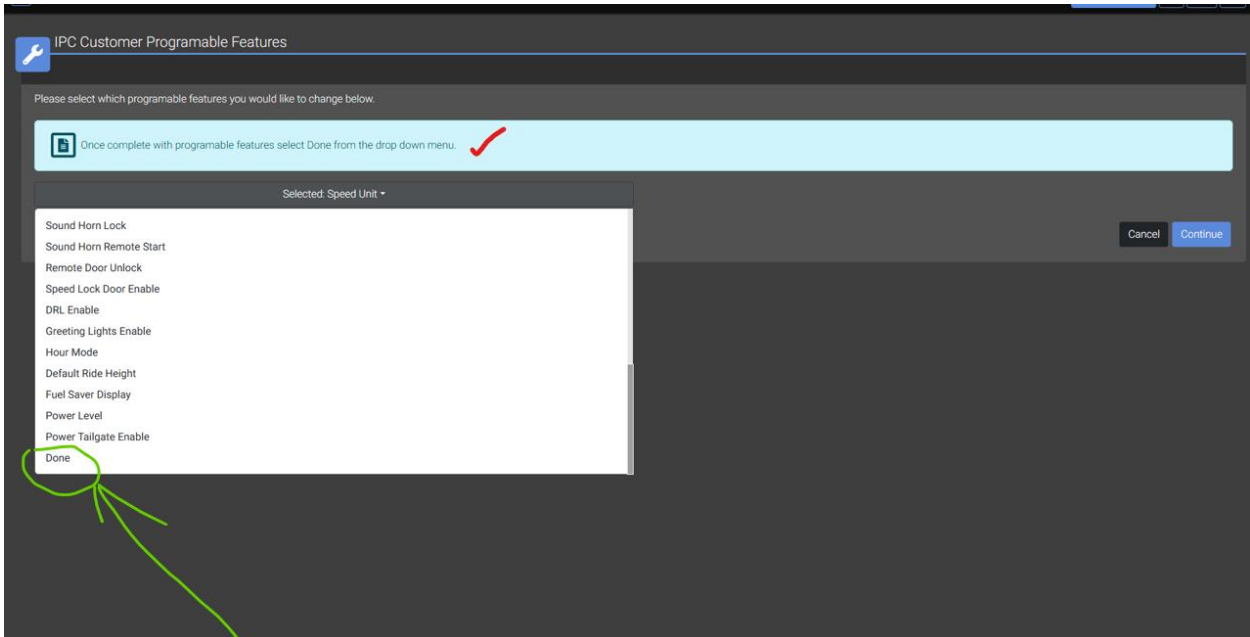 IPC Customer Programable Features
Please select which programable features you would like to change below.
Once complete with programable features select Done from the drop down menu.
Selected: Speed Unit
Sound Horn Lock
Sound Horn Remote Start
Remote Door Unlock
Speed Lock Door Enable
DRL Enable
Greeting Lights Enable
Hour Mode
Default Ride Height
Fuel Saver Display
Power Level
Power Tailgate Enable
Done
Cancel
Continue